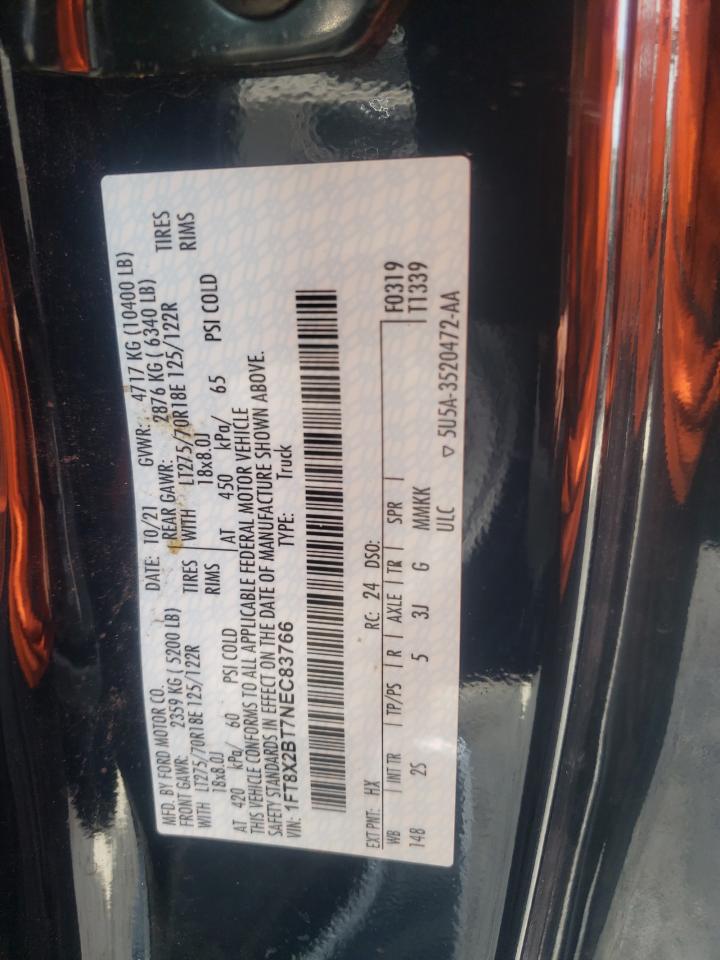 MFD. BY FORD MOTOR CO.
DATE: 10/21 GVWR: 4717 KG (10400 LB)
FRONT GAWR: 2359 KG ( 5200 LB) REAR GAWR: 2876 KG ( 6340 LB)
WITH LT275/70R18E 125/122R TIRES WITH LT275/70R18E 125/122R TIRES
18x8.0J RIMS 18x8.0J RIMS
AT 420 kPa/ 60 PSI COLD AT 450 kPa/ 65 PSI COLD
THIS VEHICLE CONFORMS TO ALL APPLICABLE FEDERAL MOTOR VEHICLE
SAFETY STANDARDS IN EFFECT ON THE DATE OF MANUFACTURE SHOWN ABOVE.
VIN: 1FT8X2BT7NEC83766 TYPE: Truck
EXT PNT: HX RC: 24 DSO:
WB INT TR TP/PS R AXLE TR SPR F0319
148 2S 5 3J G MMKK T1339
ULC ▽ 5U5A-3520472-AA